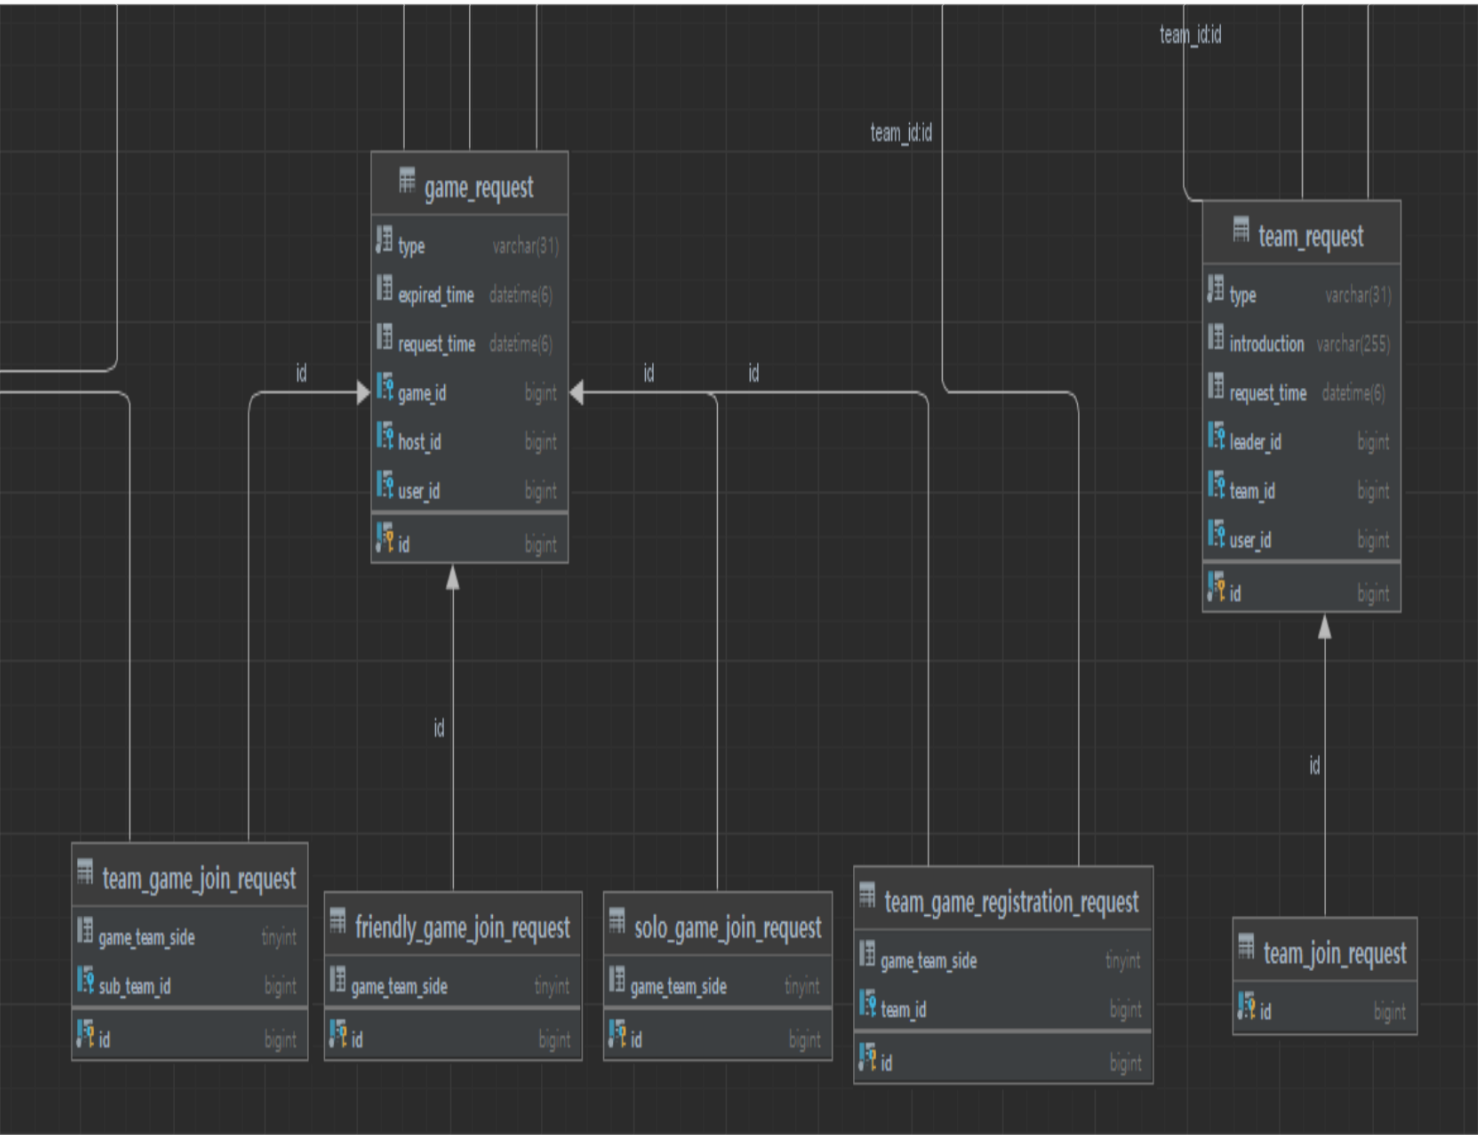 team_id:id
team_id:id
game_request
type varchar(31)
expired_time datetime(6)
request_time datetime(6)
game_id bigint
host_id bigint
user_id bigint
id bigint
team_request
type varchar(31)
introduction varchar(255)
request_time datetime(6)
leader_id bigint
team_id bigint
user_id bigint
id bigint
id
id
id
id
id
team_game_join_request
game_team_side tinyint
sub_team_id bigint
id bigint
friendly_game_join_request
game_team_side tinyint
id bigint
solo_game_join_request
game_team_side tinyint
id bigint
team_game_registration_request
game_team_side tinyint
team_id bigint
id bigint
team_join_request
id bigint